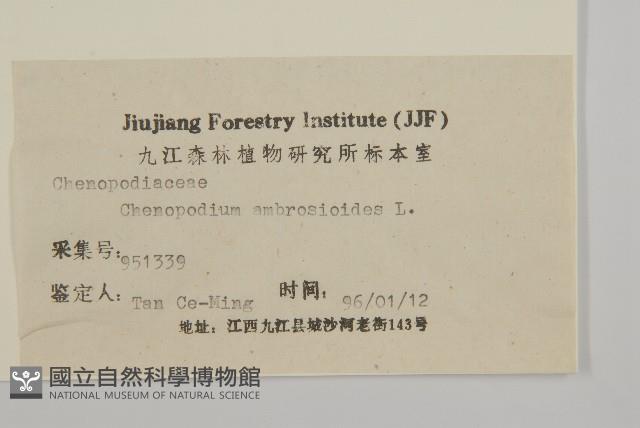 Jiujiang Forestry Institute (JJF)
九江森林植物研究所标本室
Chenopodiaceae
Chenopodium ambrosioides L.
采集号: 951339
鉴定人: Tan Ce-Ming 时间: 96/01/12
地址: 江西九江县城沙河老街143号
國立自然科學博物館
NATIONAL MUSEUM OF NATURAL SCIENCE